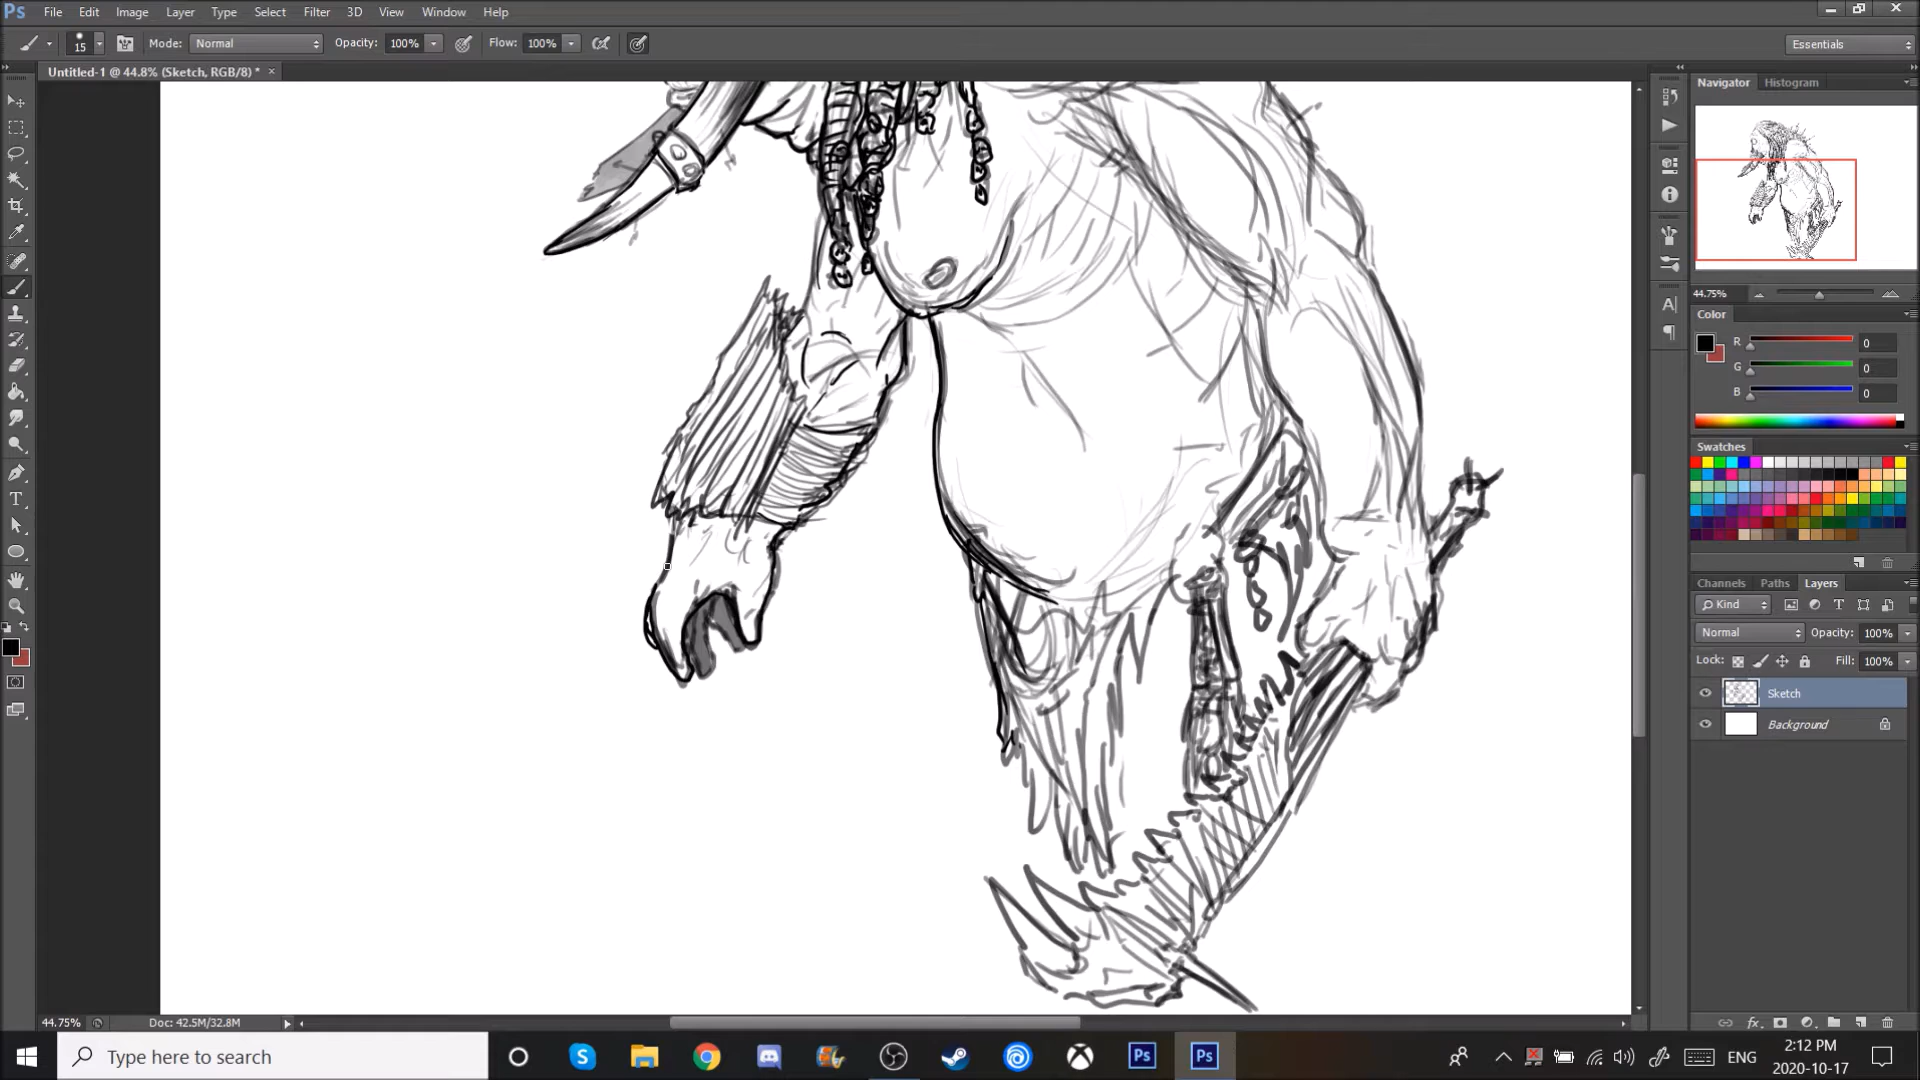 Ps File Edit Image Layer Type Select Filter 3D View Window Help
15 Mode: Normal Opacity: 100% Flow: 100% Essentials
Untitled-1 @ 44.8% (Sketch, RGB/8) * ×
Navigator Histogram
44.75%
Color
R 0
G 0
B 0
Swatches
Channels Paths Layers
Kind
Normal Opacity: 100%
Lock: Fill: 100%
Sketch
Background
44.75% Doc: 42.5M/32.8M
Type here to search
ENG
2:12 PM
2020-10-17